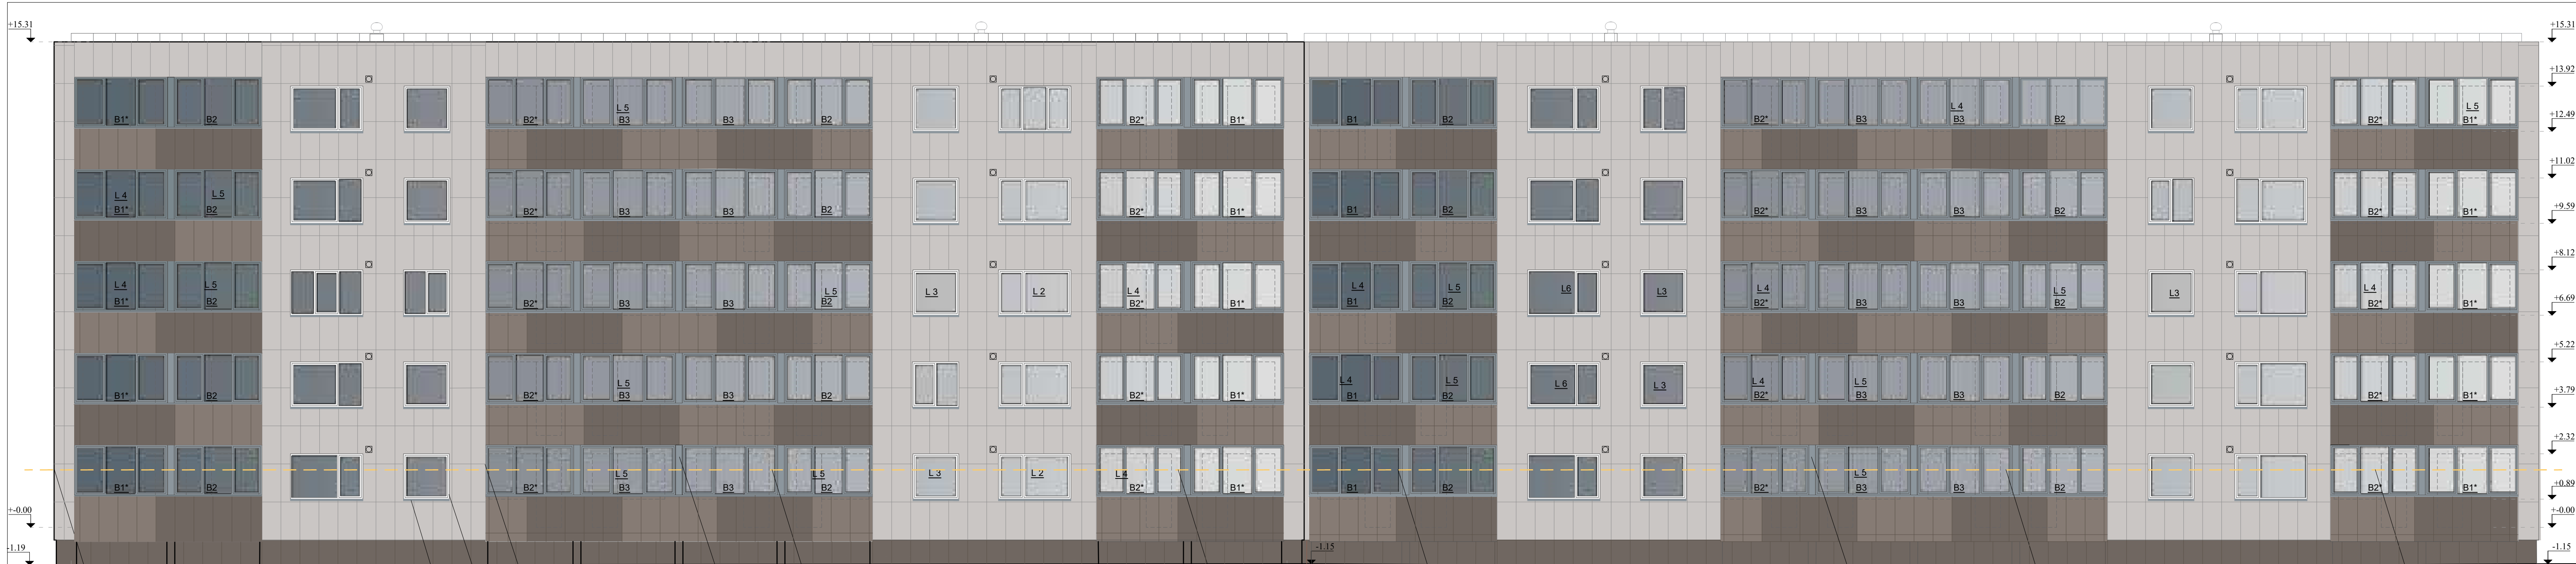 +15.31
+15.31
+13.92
L 5
L 4
L 5
B1* B2 B2* B3 B3 B2 B2* B1* B1 B2 B2* B3 B3 B2 B2* B1*
+12.49
+11.02
L 4 L 5
B1* B2 B2* B3 B3 B2 B2* B1* B1 B2 B2* B3 B3 B2 B2* B1*
+9.59
+8.12
L 4 L 5 L 5 L 3 L 2 L 4 L 4 L 5 L6 L3 L 4 L 5 L3 L 4
B1* B2 B2* B3 B3 B2 B2* B1* B1 B2 B2* B3 B3 B2 B2* B1*
+6.69
+5.22
L 5 L 4 L 5 L 6 L 3 L 4 L 5
B1* B2 B2* B3 B3 B2 B2* B1* B1 B2 B2* B3 B3 B2 B2* B1*
+3.79
+2.32
L 5 L 5 L 3 L 2 L 4 L 5
B1* B2 B2* B3 B3 B2 B2* B1* B1 B2 B2* B3 B3 B2 B2* B1*
+0.89
+-0.00
+-0.00
-1.19
-1.15
-1.15